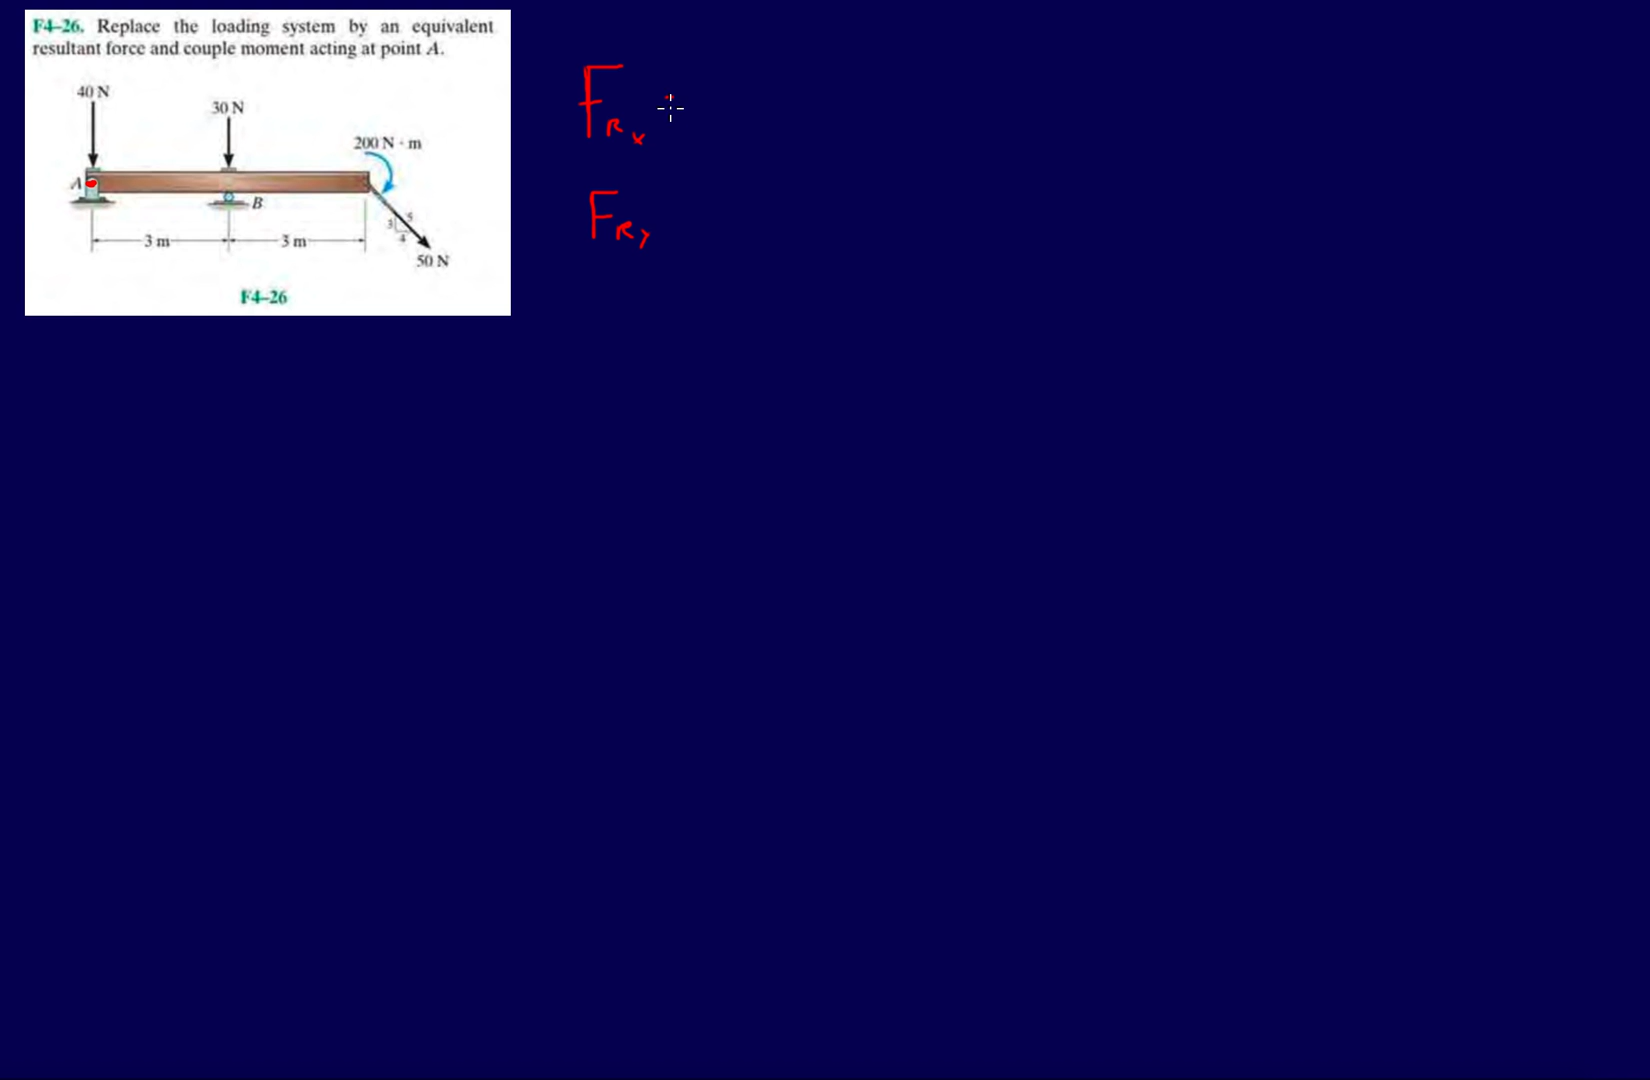 F4–26. Replace the loading system by an equivalent
resultant force and couple moment acting at point A.
40 N
30 N
200 N · m
A
B
3
5
4
3 m
3 m
50 N
F4–26
F_Rx
F_Ry